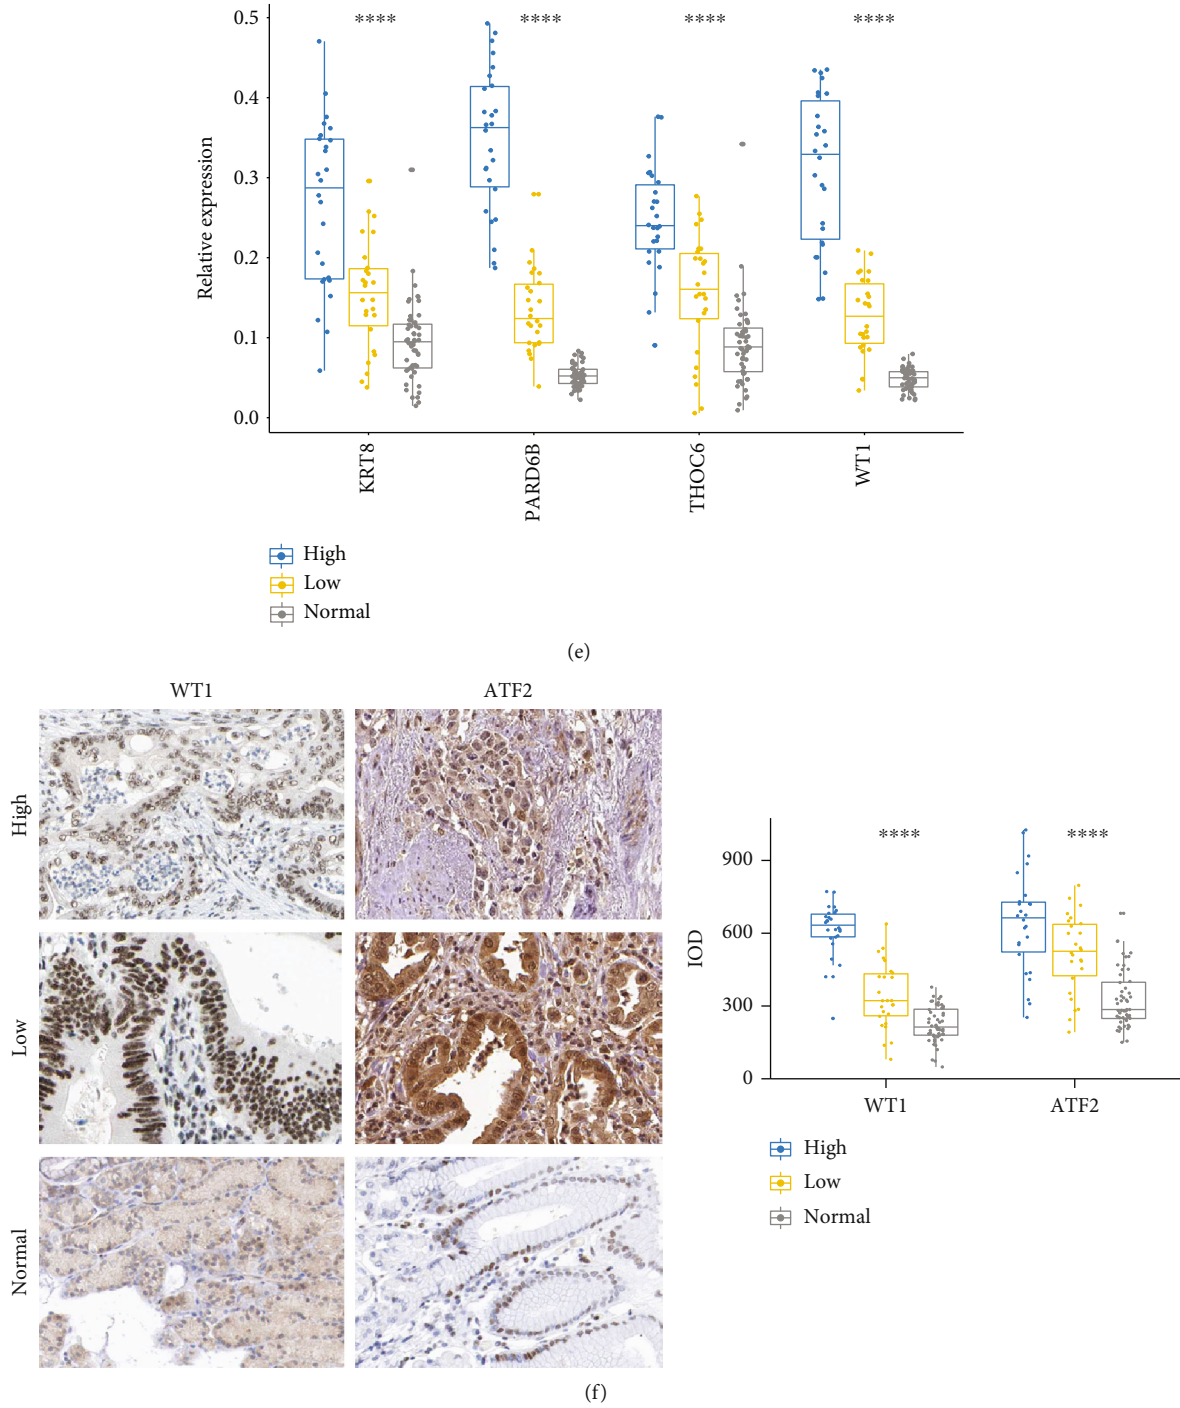 0.5
0.4
0.3
0.2
0.1
0.0
Relative expression
**** **** **** ****
KRT8
PARD6B
THOC6
WT1
High
Low
Normal
(e)
WT1 ATF2
High
Low
Normal
900
600
300
0
IOD
**** ****
WT1 ATF2
High
Low
Normal
(f)